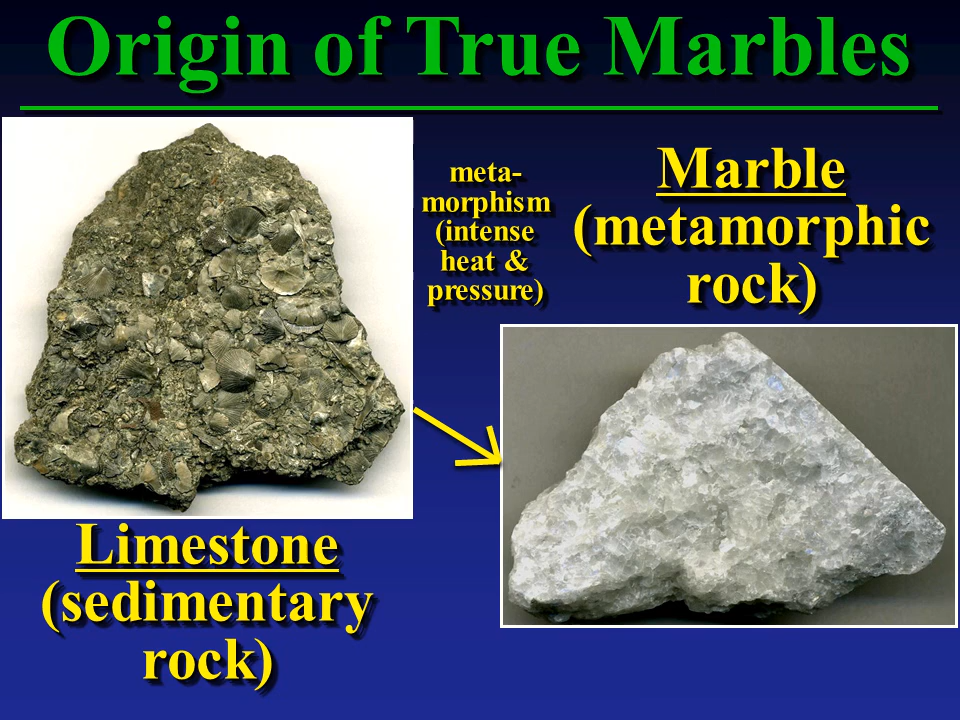 Origin of True Marbles
meta-
morphism
(intense
heat &
pressure)
Marble
(metamorphic
rock)
Limestone
(sedimentary
rock)